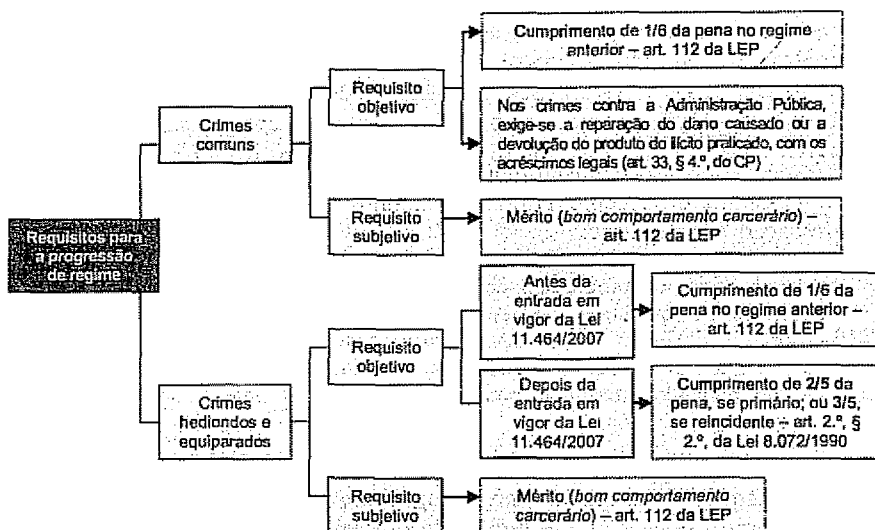 Requisitos para
a progressão
de regime
Crimes
comuns
Requisito
objetivo
Cumprimento de 1/6 da pena no regime
anterior – art. 112 da LEP
Nos crimes contra a Administração Pública,
exige-se a reparação do dano causado ou a
devolução do produto do ilícito praticado, com os
acréscimos legais (art. 33, § 4.º, do CP)
Requisito
subjetivo
Mérito (bom comportamento carcerário) –
art. 112 da LEP
Crimes
hediondos e
equiparados
Requisito
objetivo
Antes da
entrada em
vigor da Lei
11.464/2007
Cumprimento de 1/6 da
pena no regime anterior –
art. 112 da LEP
Depois da
entrada em
vigor da Lei
11.464/2007
Cumprimento de 2/5 da
pena, se primário; ou 3/5,
se reincidente – art. 2.º, §
2.º, da Lei 8.072/1990
Requisito
subjetivo
Mérito (bom comportamento
carcerário) – art. 112 da LEP